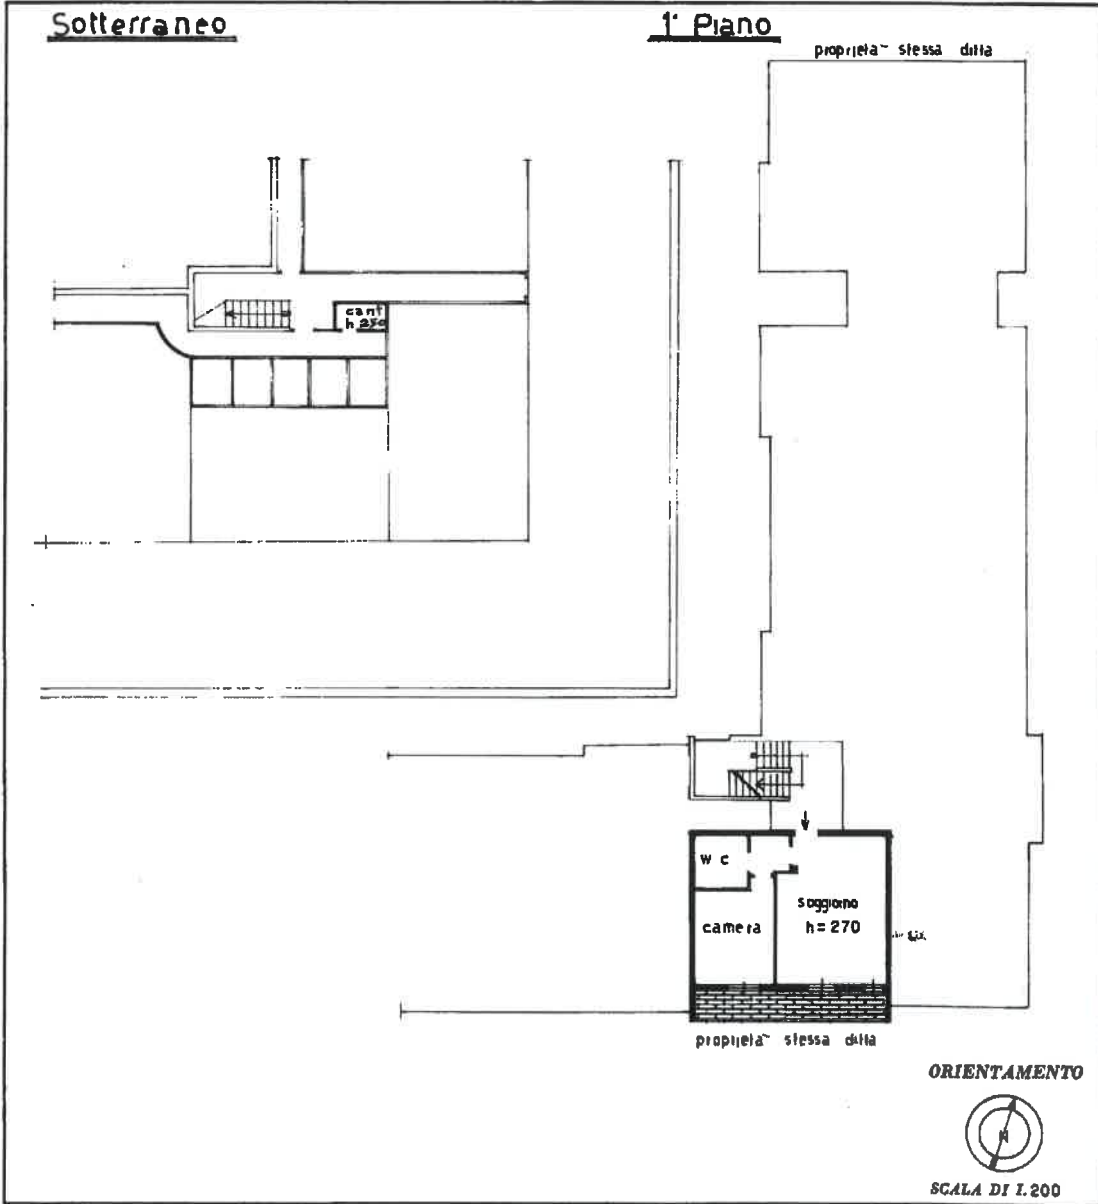 Sotterraneo
1° Piano
proprietà stessa ditta
cant
h 250
W C
soggiorno
h = 270
camera
proprietà stessa ditta
ORIENTAMENTO
N
SCALA DI 1.200